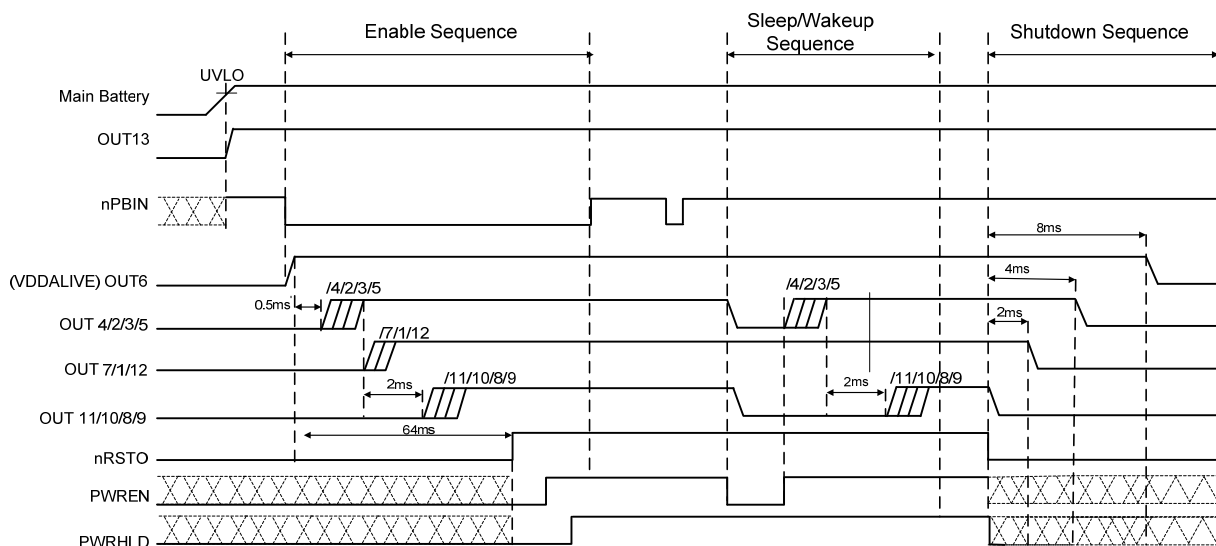 Enable Sequence
Sleep/Wakeup
Sequence
Shutdown Sequence
UVLO
Main Battery
OUT13
nPBIN
8ms
(VDDALIVE) OUT6
4ms
/4/2/3/5
/4/2/3/5
0.5ms
OUT 4/2/3/5
2ms
/7/1/12
OUT 7/1/12
2ms
/11/10/8/9
2ms
/11/10/8/9
OUT 11/10/8/9
64ms
nRSTO
PWREN
PWRHLD